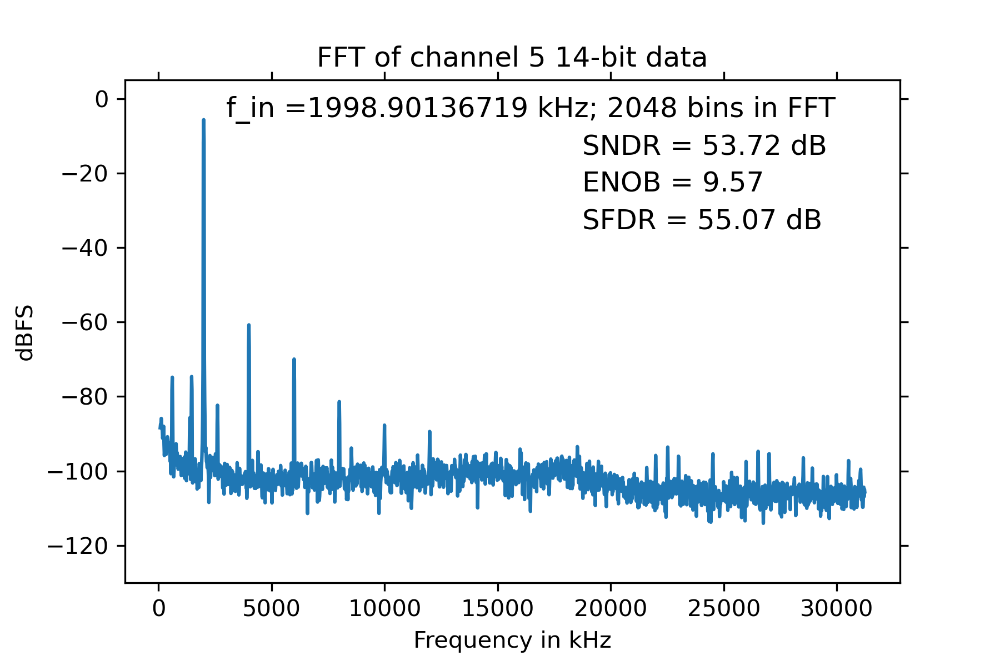 FFT of channel 5 14-bit data
f_in =1998.90136719 kHz; 2048 bins in FFT
SNDR = 53.72 dB
ENOB = 9.57
SFDR = 55.07 dB
0
−20
−40
−60
−80
−100
−120
dBFS
0 5000 10000 15000 20000 25000 30000
Frequency in kHz